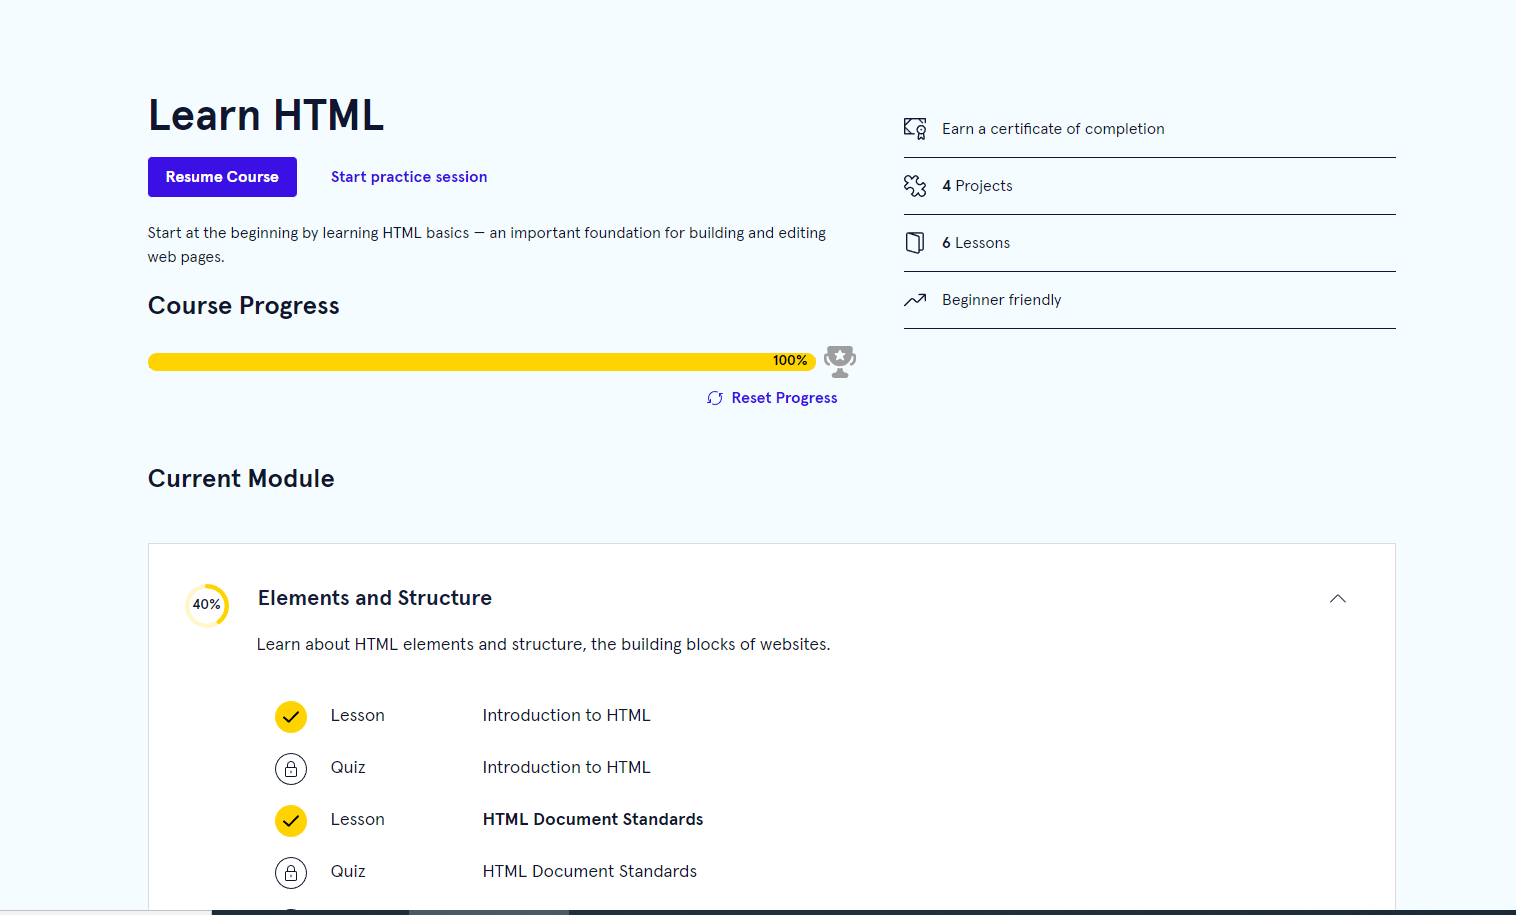 Learn HTML
Resume Course
Start practice session
Start at the beginning by learning HTML basics — an important foundation for building and editing
web pages.
Course Progress
100%
Reset Progress
Earn a certificate of completion
4 Projects
6 Lessons
Beginner friendly
Current Module
40%
Elements and Structure
Learn about HTML elements and structure, the building blocks of websites.
Lesson Introduction to HTML
Quiz Introduction to HTML
Lesson HTML Document Standards
Quiz HTML Document Standards